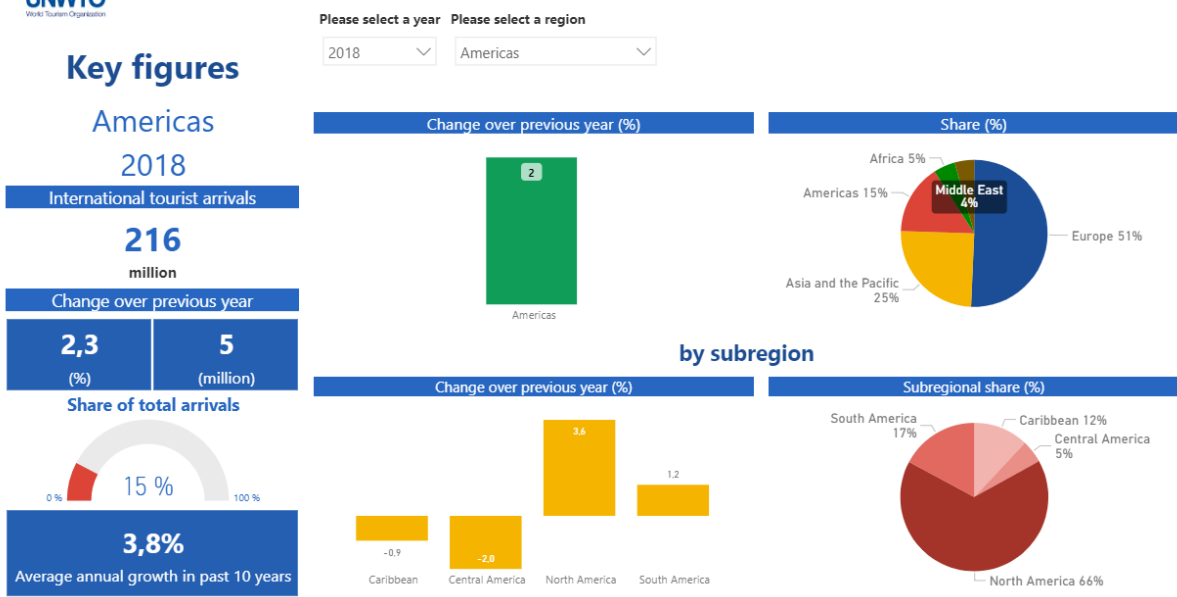 UNWTO
World Tourism Organization
Please select a year
Please select a region
2018
Americas
Key figures
Americas
2018
International tourist arrivals
216
million
Change over previous year
2,3
(%)
5
(million)
Share of total arrivals
0 %
15 %
100 %
3,8%
Average annual growth in past 10 years
Change over previous year (%)
2
Americas
Share (%)
Africa 5%
Middle East
4%
Americas 15%
Europe 51%
Asia and the Pacific
25%
by subregion
Change over previous year (%)
3,6
1,2
-0,9
-2,0
Caribbean
Central America
North America
South America
Subregional share (%)
South America
17%
Caribbean 12%
Central America
5%
North America 66%